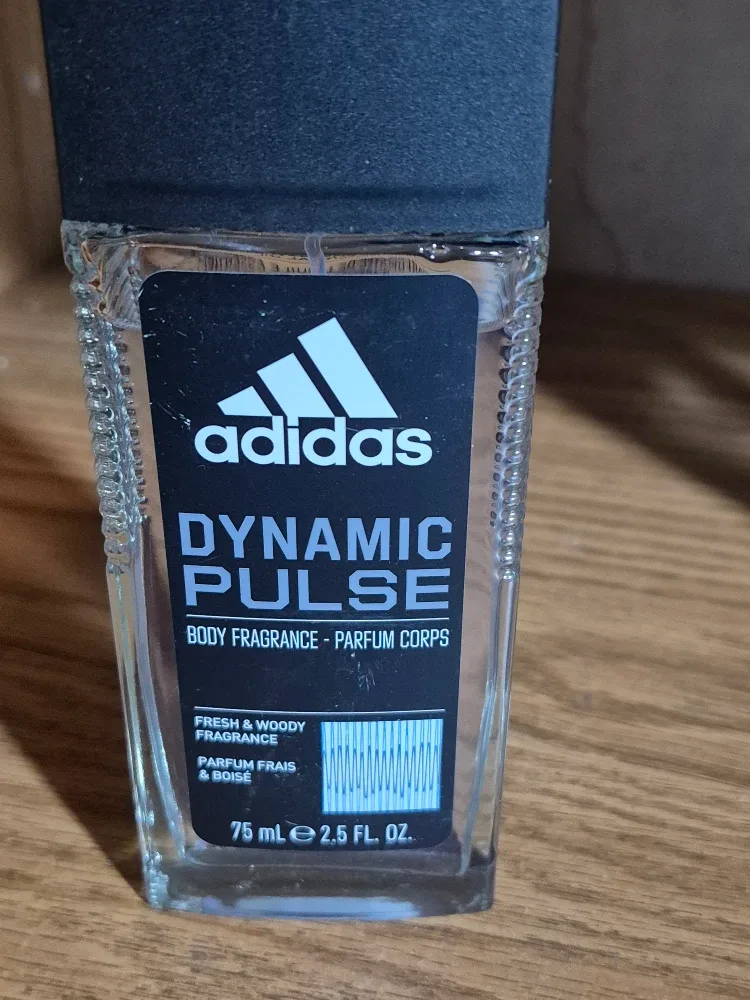 adidas
DYNAMIC
PULSE
BODY FRAGRANCE - PARFUM CORPS
FRESH & WOODY
FRAGRANCE
PARFUM FRAIS
& BOISÉ
75 mL ℮ 2.5 FL. OZ.